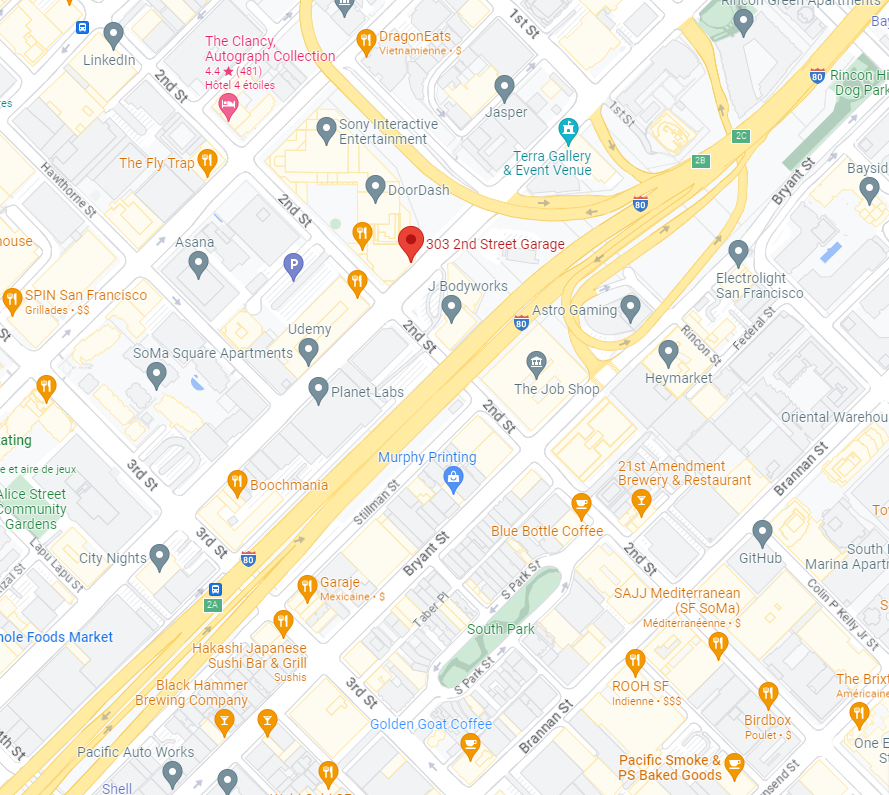 Rincon Green Apartments
1st St
DragonEats
Vietnamienne • $
Bay
LinkedIn
The Clancy,
Autograph Collection
4.4 ★ (481)
Hôtel 4 étoiles
2nd St
80
Rincon Hi
Dog Park
Jasper
1st St
Sony Interactive
Entertainment
2C
2B
Terra Gallery
& Event Venue
The Fly Trap
Hawthorne St
DoorDash
Bryant St
Baysid
80
2nd St
house
Asana
P
303 2nd Street Garage
Electrolight
San Francisco
J Bodyworks
SPIN San Francisco
Grillades • $$
Astro Gaming
80
Udemy
2nd St
Rincon St
Federal St
SoMa Square Apartments
The Job Shop
Heymarket
Planet Labs
2nd St
Oriental Warehou
ating
Murphy Printing
21st Amendment
Brewery & Restaurant
Brannan St
e et aire de jeux
3rd St
Boochmania
Stillman St
Alice Street
Community
Gardens
Blue Bottle Coffee
3rd St
Bryant St
2nd St
GitHub
City Nights
80
Lapu Lapu St
South
Marina Apartm
S Park St
2A
Garaje
Mexicaine • $
Taber Pl
SAJJ Mediterranean
(SF SoMa)
Méditerranéenne • $
Colin P Kelly Jr St
South Park
hole Foods Market
Hakashi Japanese
Sushi Bar & Grill
Sushis
S Park St
Black Hammer
Brewing Company
3rd St
ROOH SF
Indienne • $$$
The Brixt
Américaine
Golden Goat Coffee
Brannan St
Birdbox
Poulet • $
4th St
Pacific Auto Works
Pacific Smoke &
PS Baked Goods
One E
St
Shell
nsend St